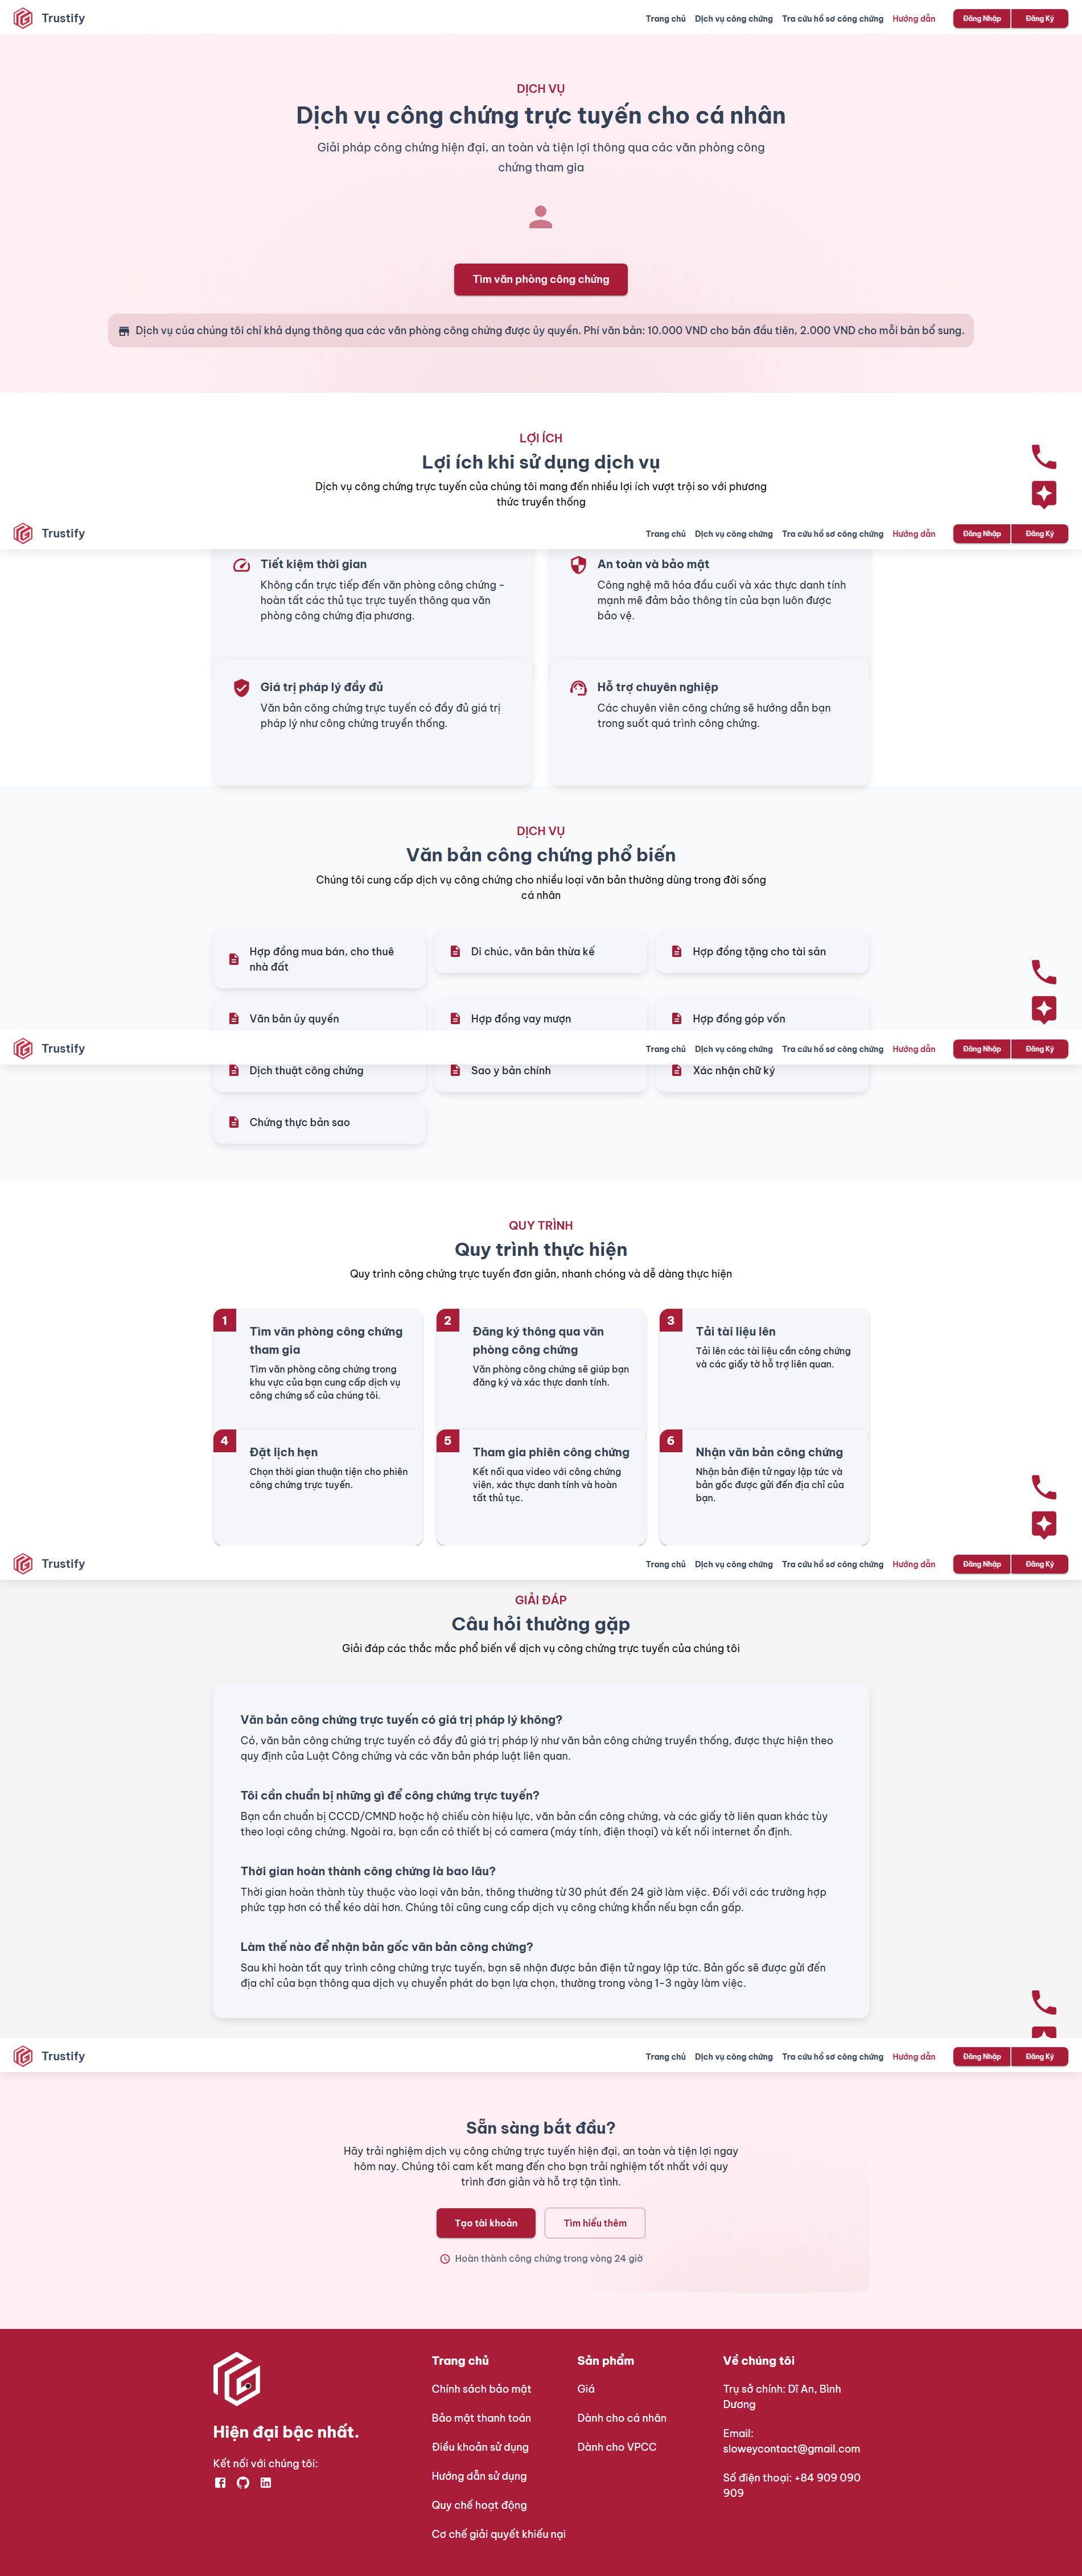 Trustify
Trang chủ Dịch vụ công chứng Tra cứu hồ sơ công chứng Hướng dẫn Đăng Nhập Đăng Ký
DỊCH VỤ
Dịch vụ công chứng trực tuyến cho cá nhân
Giải pháp công chứng hiện đại, an toàn và tiện lợi thông qua các văn phòng công
chứng tham gia
Tìm văn phòng công chứng
Dịch vụ của chúng tôi chỉ khả dụng thông qua các văn phòng công chứng được ủy quyền. Phí văn bản: 10.000 VND cho bản đầu tiên, 2.000 VND cho mỗi bản bổ sung.
LỢI ÍCH
Lợi ích khi sử dụng dịch vụ
Dịch vụ công chứng trực tuyến của chúng tôi mang đến nhiều lợi ích vượt trội so với phương
thức truyền thống
Trustify
Trang chủ Dịch vụ công chứng Tra cứu hồ sơ công chứng Hướng dẫn Đăng Nhập Đăng Ký
Tiết kiệm thời gian
Không cần trực tiếp đến văn phòng công chứng -
hoàn tất các thủ tục trực tuyến thông qua văn
phòng công chứng địa phương.
An toàn và bảo mật
Công nghệ mã hóa đầu cuối và xác thực danh tính
mạnh mẽ đảm bảo thông tin của bạn luôn được
bảo vệ.
Giá trị pháp lý đầy đủ
Văn bản công chứng trực tuyến có đầy đủ giá trị
pháp lý như công chứng truyền thống.
Hỗ trợ chuyên nghiệp
Các chuyên viên công chứng sẽ hướng dẫn bạn
trong suốt quá trình công chứng.
DỊCH VỤ
Văn bản công chứng phổ biến
Chúng tôi cung cấp dịch vụ công chứng cho nhiều loại văn bản thường dùng trong đời sống
cá nhân
Hợp đồng mua bán, cho thuê
nhà đất
Di chúc, văn bản thừa kế
Hợp đồng tặng cho tài sản
Văn bản ủy quyền
Hợp đồng vay mượn
Hợp đồng góp vốn
Trustify
Trang chủ Dịch vụ công chứng Tra cứu hồ sơ công chứng Hướng dẫn Đăng Nhập Đăng Ký
Dịch thuật công chứng
Sao y bản chính
Xác nhận chữ ký
Chứng thực bản sao
QUY TRÌNH
Quy trình thực hiện
Quy trình công chứng trực tuyến đơn giản, nhanh chóng và dễ dàng thực hiện
1
Tìm văn phòng công chứng
tham gia
Tìm văn phòng công chứng trong
khu vực của bạn cung cấp dịch vụ
công chứng số của chúng tôi.
2
Đăng ký thông qua văn
phòng công chứng
Văn phòng công chứng sẽ giúp bạn
đăng ký và xác thực danh tính.
3
Tải tài liệu lên
Tải lên các tài liệu cần công chứng
và các giấy tờ hỗ trợ liên quan.
4
Đặt lịch hẹn
Chọn thời gian thuận tiện cho phiên
công chứng trực tuyến.
5
Tham gia phiên công chứng
Kết nối qua video với công chứng
viên, xác thực danh tính và hoàn
tất thủ tục.
6
Nhận văn bản công chứng
Nhận bản điện tử ngay lập tức và
bản gốc được gửi đến địa chỉ của
bạn.
Trustify
Trang chủ Dịch vụ công chứng Tra cứu hồ sơ công chứng Hướng dẫn Đăng Nhập Đăng Ký
GIẢI ĐÁP
Câu hỏi thường gặp
Giải đáp các thắc mắc phổ biến về dịch vụ công chứng trực tuyến của chúng tôi
Văn bản công chứng trực tuyến có giá trị pháp lý không?
Có, văn bản công chứng trực tuyến có đầy đủ giá trị pháp lý như văn bản công chứng truyền thống, được thực hiện theo
quy định của Luật Công chứng và các văn bản pháp luật liên quan.
Tôi cần chuẩn bị những gì để công chứng trực tuyến?
Bạn cần chuẩn bị CCCD/CMND hoặc hộ chiếu còn hiệu lực, văn bản cần công chứng, và các giấy tờ liên quan khác tùy
theo loại công chứng. Ngoài ra, bạn cần có thiết bị có camera (máy tính, điện thoại) và kết nối internet ổn định.
Thời gian hoàn thành công chứng là bao lâu?
Thời gian hoàn thành tùy thuộc vào loại văn bản, thông thường từ 30 phút đến 24 giờ làm việc. Đối với các trường hợp
phức tạp hơn có thể kéo dài hơn. Chúng tôi cũng cung cấp dịch vụ công chứng khẩn nếu bạn cần gấp.
Làm thế nào để nhận bản gốc văn bản công chứng?
Sau khi hoàn tất quy trình công chứng trực tuyến, bạn sẽ nhận được bản điện tử ngay lập tức. Bản gốc sẽ được gửi đến
địa chỉ của bạn thông qua dịch vụ chuyển phát do bạn lựa chọn, thường trong vòng 1-3 ngày làm việc.
Trustify
Trang chủ Dịch vụ công chứng Tra cứu hồ sơ công chứng Hướng dẫn Đăng Nhập Đăng Ký
Sẵn sàng bắt đầu?
Hãy trải nghiệm dịch vụ công chứng trực tuyến hiện đại, an toàn và tiện lợi ngay
hôm nay. Chúng tôi cam kết mang đến cho bạn trải nghiệm tốt nhất với quy
trình đơn giản và hỗ trợ tận tình.
Tạo tài khoản
Tìm hiểu thêm
Hoàn thành công chứng trong vòng 24 giờ
Hiện đại bậc nhất.
Kết nối với chúng tôi:
Trang chủ
Chính sách bảo mật
Bảo mật thanh toán
Điều khoản sử dụng
Hướng dẫn sử dụng
Quy chế hoạt động
Cơ chế giải quyết khiếu nại
Sản phẩm
Giá
Dành cho cá nhân
Dành cho VPCC
Về chúng tôi
Trụ sở chính: Dĩ An, Bình
Dương
Email:
sloweycontact@gmail.com
Số điện thoại: +84 909 090
909